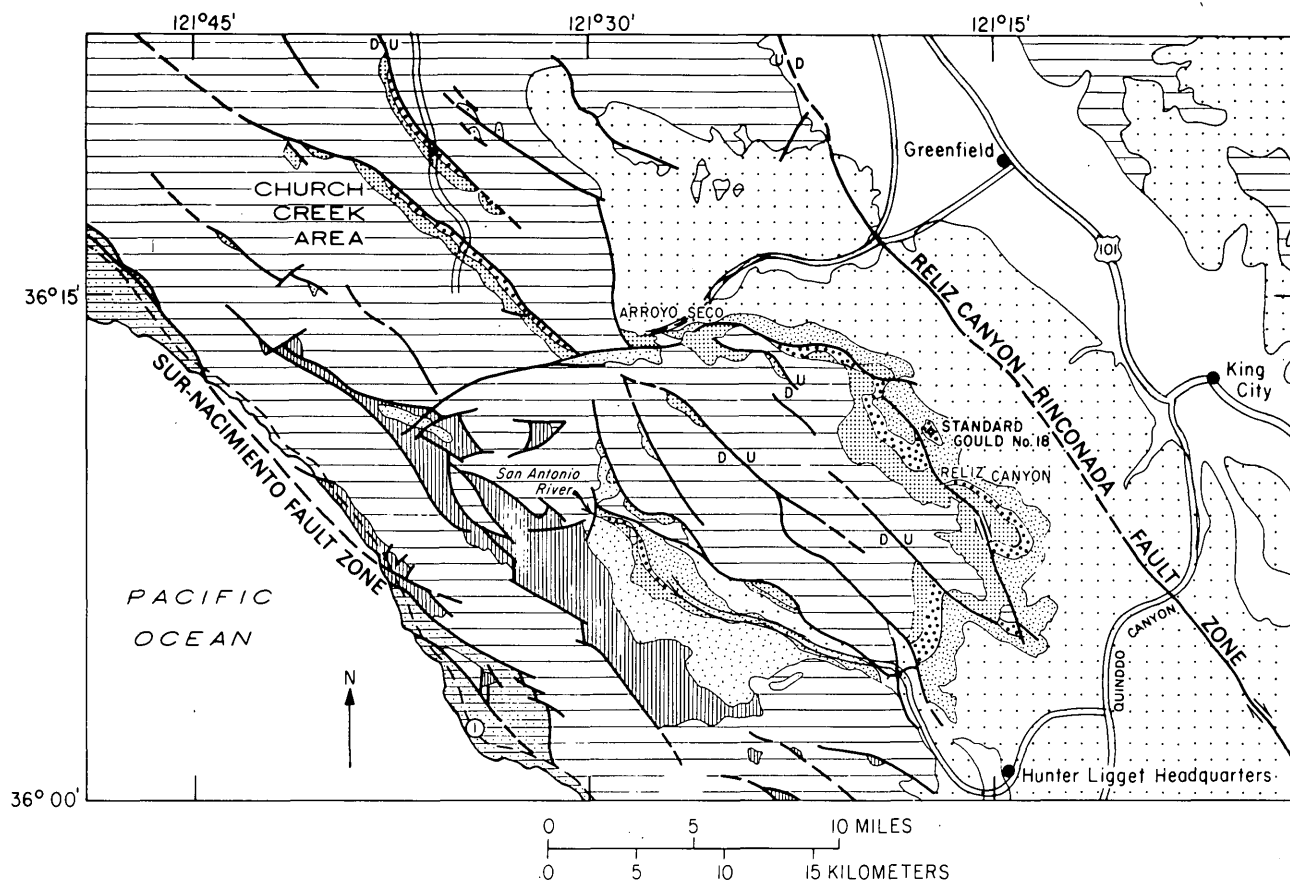 121°45'
121°30'
121°15'
D U
U D
Greenfield
CHURCH
CREEK
AREA
101
36°15'
ARROYO SECO
RELIZ CANYON-RINCONADA FAULT ZONE
King
City
U
D
STANDARD
GOULD No. 18
SUR-NACIMIENTO FAULT ZONE
D U
San Antonio
River
RELIZ CANYON
D U
PACIFIC
OCEAN
QUINDDO CANYON
N
1
Hunter Ligget Headquarters
36° 00'
0 5 10 MILES
0 5 10 15 KILOMETERS